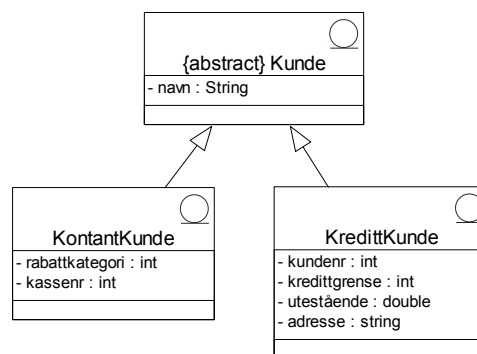 {abstract} Kunde
- navn : String
KontantKunde
- rabattkategori : int
- kassenr : int
KredittKunde
- kundenr : int
- kredittgrense : int
- utestående : double
- adresse : string